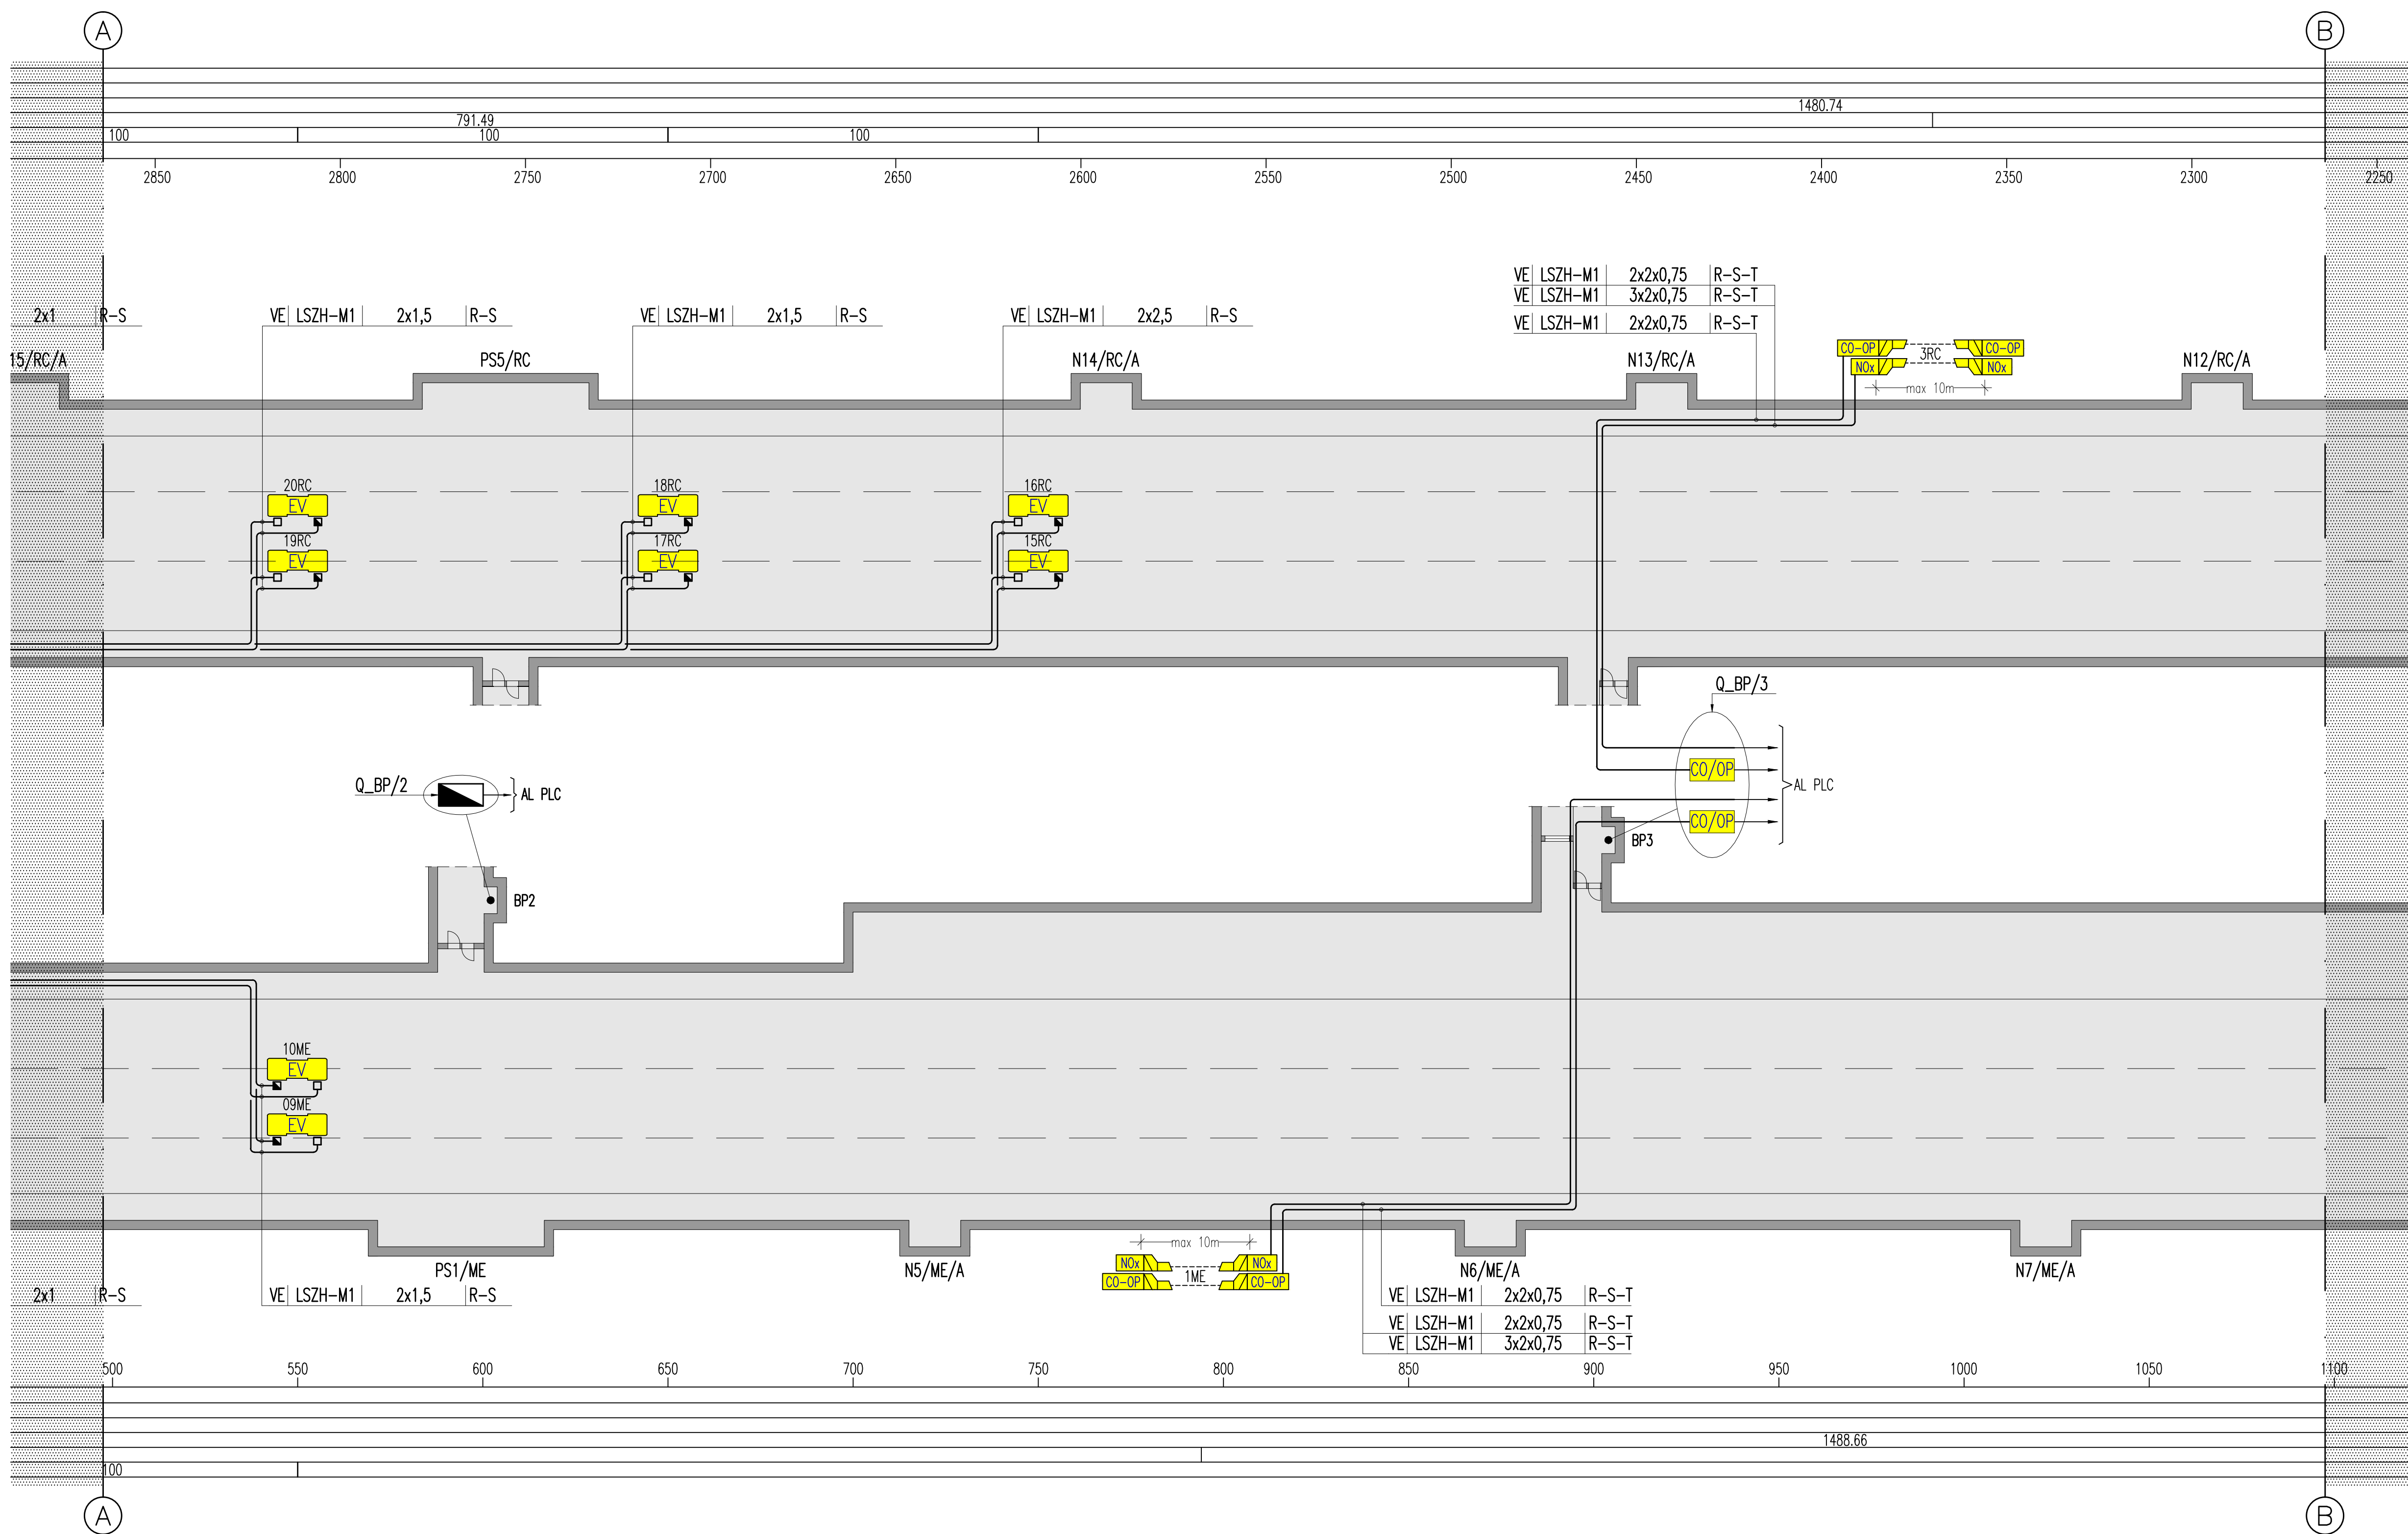 A B
1480.74
791.49
100 100 100
2850 2800 2750 2700 2650 2600 2550 2500 2450 2400 2350 2300 2250
VE LSZH-M1 2x2x0,75 R-S-T
VE LSZH-M1 3x2x0,75 R-S-T
VE LSZH-M1 2x2x0,75 R-S-T
2x1 R-S
VE LSZH-M1 2x1,5 R-S
VE LSZH-M1 2x1,5 R-S
VE LSZH-M1 2x2,5 R-S
15/RC/A PS5/RC N14/RC/A N13/RC/A N12/RC/A
CO-OP 3RC CO-OP
NOx NOx
max 10m
20RC 18RC 16RC
EV EV EV
19RC 17RC 15RC
EV EV EV
Q_BP/3
CO/OP
AL PLC
CO/OP
BP3
Q_BP/2 AL PLC
BP2
10ME
EV
09ME
EV
max 10m
NOx NOx
CO-OP 1ME CO-OP
PS1/ME N5/ME/A N6/ME/A N7/ME/A
2x1 R-S
VE LSZH-M1 2x1,5 R-S
VE LSZH-M1 2x2x0,75 R-S-T
VE LSZH-M1 2x2x0,75 R-S-T
VE LSZH-M1 3x2x0,75 R-S-T
500 550 600 650 700 750 800 850 900 950 1000 1050 1100
1488.66
100
A B